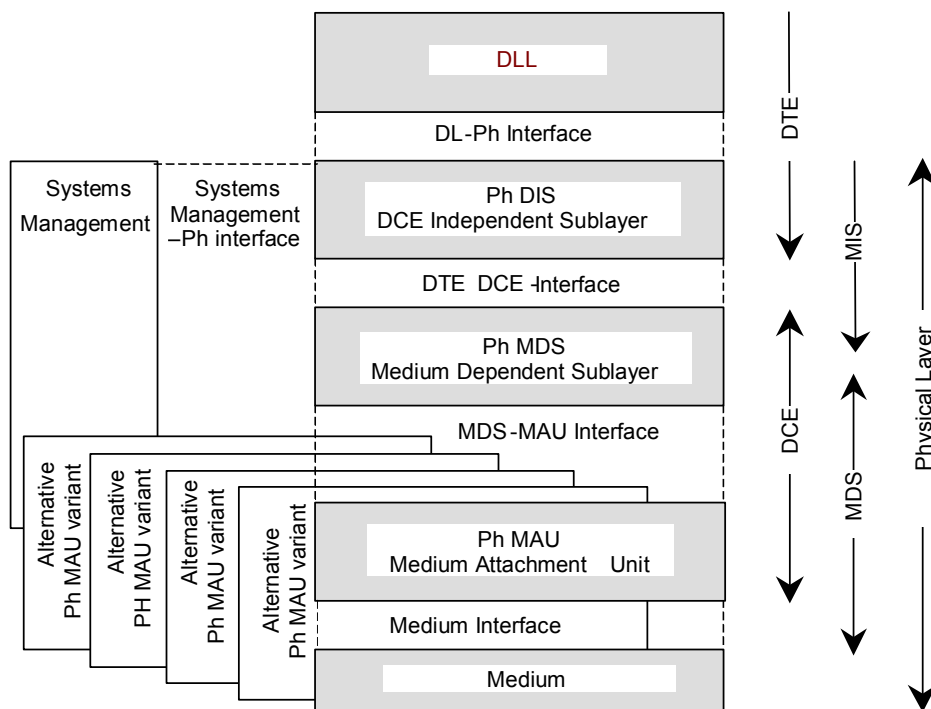 DLL
DL-Ph Interface
Systems
Management
Systems
Management
–Ph interface
Ph DIS
DCE Independent Sublayer
DTE DCE -Interface
Ph MDS
Medium Dependent Sublayer
MDS-MAU Interface
Alternative
Ph MAU variant
Alternative
PH MAU variant
Alternative
Ph MAU variant
Alternative
Ph MAU variant
Ph MAU
Medium Attachment Unit
Medium Interface
Medium
DTE
DCE
MIS
MDS
Physical Layer